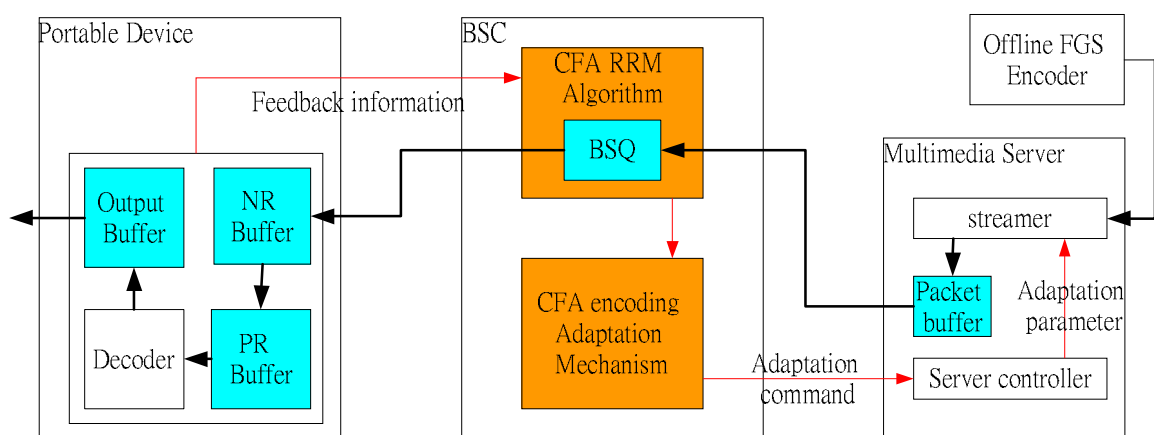 Portable Device
BSC
Offline FGS
Encoder
CFA RRM
Algorithm
Feedback information
BSQ
Multimedia Server
Output
Buffer
NR
Buffer
streamer
CFA encoding
Adaptation
Mechanism
Packet
buffer
Adaptation
parameter
Decoder
PR
Buffer
Adaptation
command
Server controller